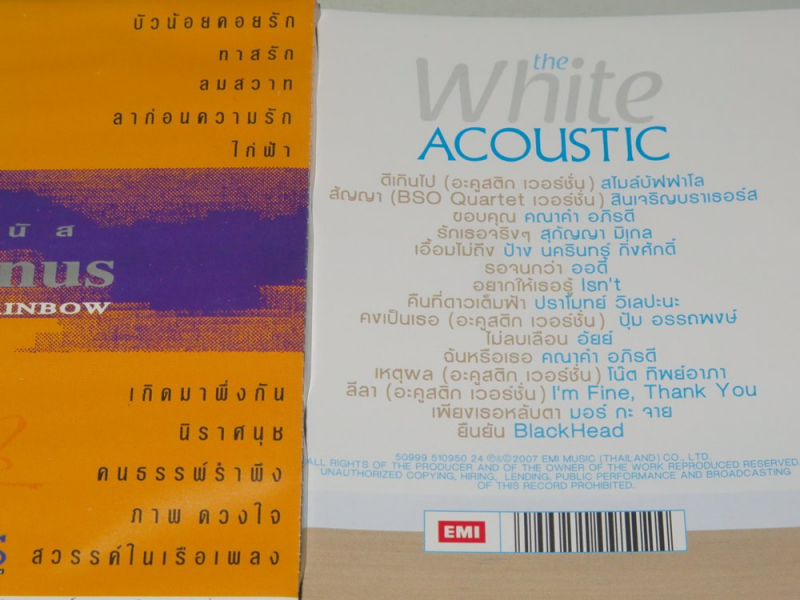 บัวน้อยคอยรัก
ทาสรัก
ลมสวาท
ลาก่อนความรัก
ไก่ฟ้า
นัส
nus
AINBOW
เกิดมาพึ่งกัน
นิราศนุช
คนธรรพ์รำพึง
ภาพ ดวงใจ
สวรรค์ในเรือเพลง
the
White
ACOUSTIC
ดีเกินไป (อะคูสติก เวอร์ชั่น) สไมล์บัฟฟาโล
สัญญา (BSO Quartet เวอร์ชั่น) สินเจริญบราเธอร์ส
ขอบคุณ คณาคำ อภิรดี
รักเธอจริงๆ สุกัญญา มิเกล
เอื้อมไม่ถึง ป้าง นครินทร์ กิ่งศักดิ์
รอจนกว่า ออดี้
อยากให้เธอรู้ Isn't
คืนที่ดาวเต็มฟ้า ปราโมทย์ วิเลปะนะ
คงเป็นเธอ (อะคูสติก เวอร์ชั่น) ปุ้ม อรรถพงษ์
ไม่ลบเลือน อัยย์
ฉันหรือเธอ คณาคำ อภิรดี
เหตุผล (อะคูสติก เวอร์ชั่น) โน้ต ทิพย์อาภา
ลีลา (อะคูสติก เวอร์ชั่น) I'm Fine, Thank You
เพียงเธอหลับตา มอร์ กะ จาย
ยืนยัน BlackHead
50999 510950 24 ℗&©2007 EMI MUSIC (THAILAND) CO., LTD
ALL RIGHTS OF THE PRODUCER AND OF THE OWNER OF THE WORK REPRODUCED RESERVED.
UNAUTHORIZED COPYING, HIRING, LENDING, PUBLIC PERFORMANCE AND BROADCASTING
OF THIS RECORD PROHIBITED.
EMI